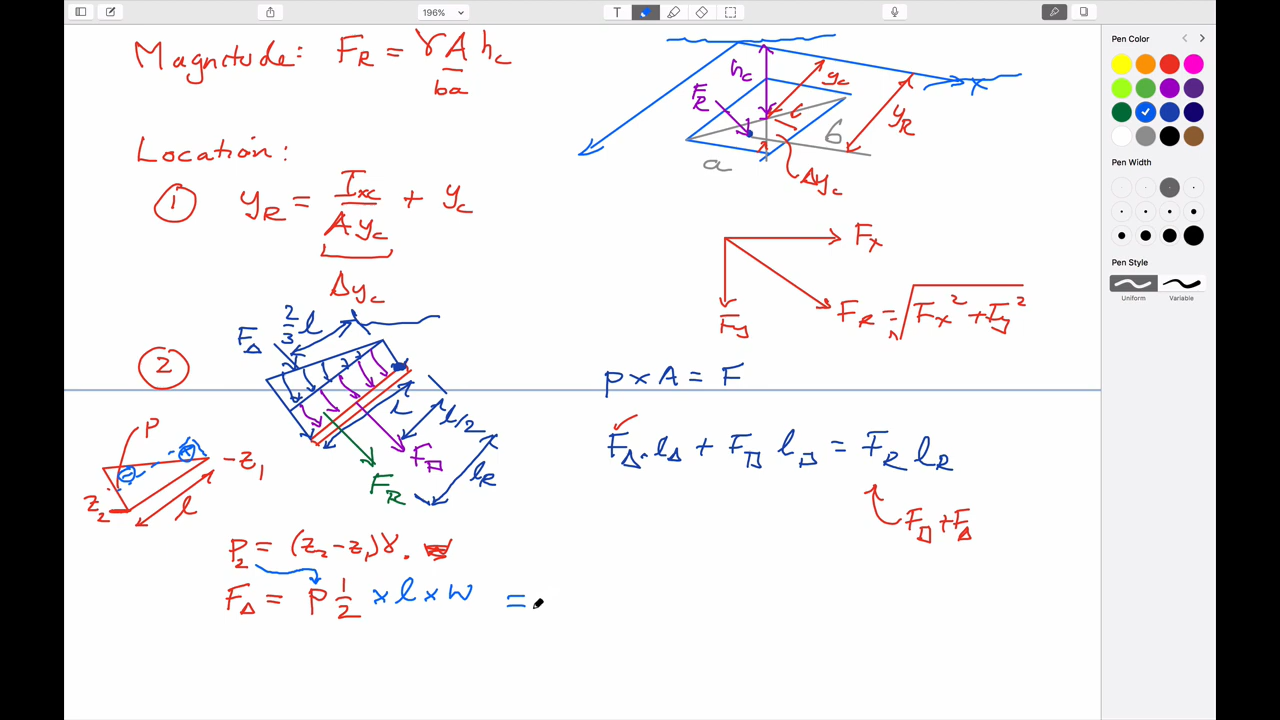 196%
T
Magnitude: F_R = γ A h_c
ba
Location:
① y_R = I_xc / (A y_c) + y_c
Δy_c
h_c
y_c
x
F_R
y_R
a
b
Δy_c
F_x
F_y
F_R = √(F_x² + F_y²)
②
2/3 l
F_Δ
l
l/2
F_□
l_R
F_R
p × A = F
F_Δ · l_Δ + F_□ l_□ = F_R l_R
F_□ + F_Δ
P
-z_1
z_2
l
P_2 = (z_2 - z_1)γ.
F_Δ = P 1/2 × l × w =
Pen Color
Pen Width
Pen Style
Uniform
Variable